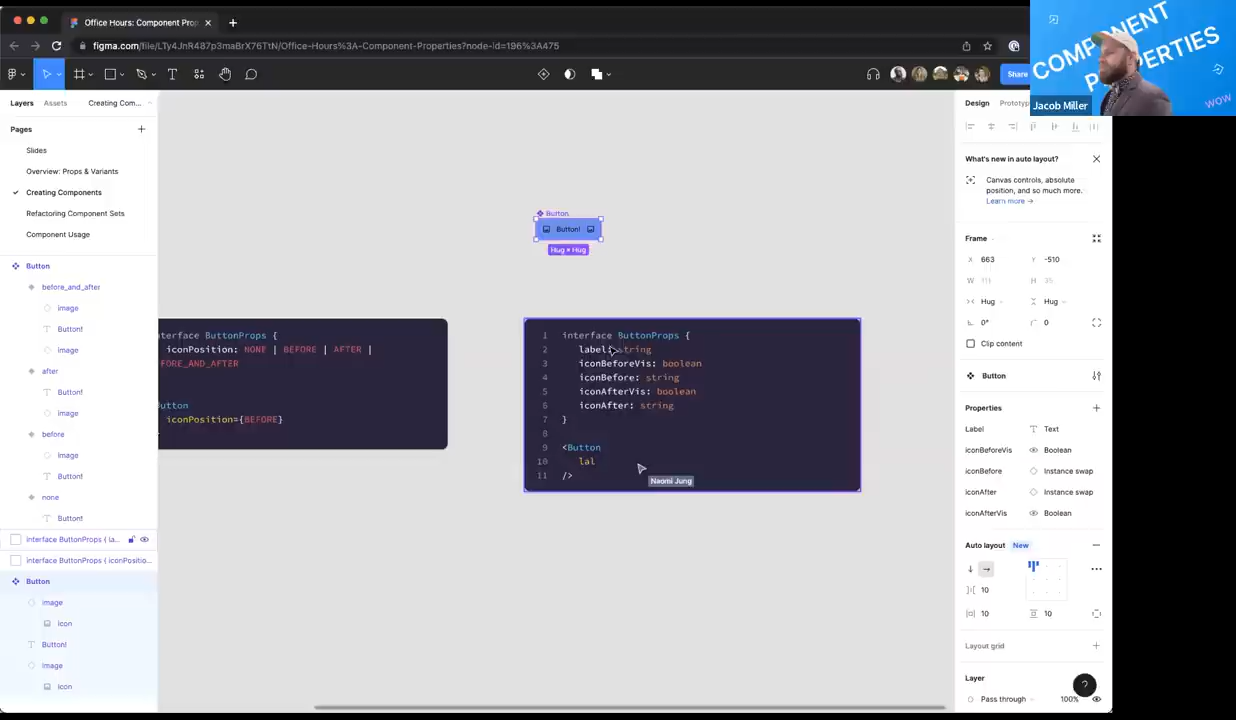 Office Hours: Component Prop
figma.com/file/LTy4JnR487p3maBrX76TtN/Office-Hours%3A-Component-Properties?node-id=196%3A475
Share
COMPONENT
PROPERTIES
WOW
Jacob Miller
Layers
Assets
Creating Com...
Design
Prototyp
Pages
Slides
Overview: Props & Variants
Creating Components
Refactoring Component Sets
Component Usage
Button
before_and_after
image
Button!
image
after
Button!
image
before
image
Button!
none
Button!
interface ButtonProps { la...
interface ButtonProps { iconPositio...
Button
image
icon
Button!
image
icon
Button
Button!
Hug × Hug
terface ButtonProps {
iconPosition: NONE | BEFORE | AFTER |
FORE_AND_AFTER
utton
iconPosition={BEFORE}
1 interface ButtonProps {
2 label: string
3 iconBeforeVis: boolean
4 iconBefore: string
5 iconAfterVis: boolean
6 iconAfter: string
7 }
8
9 <Button
10 lal
11 />
Naomi Jung
What's new in auto layout?
Canvas controls, absolute
position, and so much more.
Learn more →
Frame
X 663 Y -510
W 111 H 35
Hug Hug
0° 0
Clip content
Button
Properties
Label Text
iconBeforeVis Boolean
iconBefore Instance swap
iconAfter Instance swap
iconAfterVis Boolean
Auto layout New
10
10 10
Layout grid
Layer
Pass through 100%
?